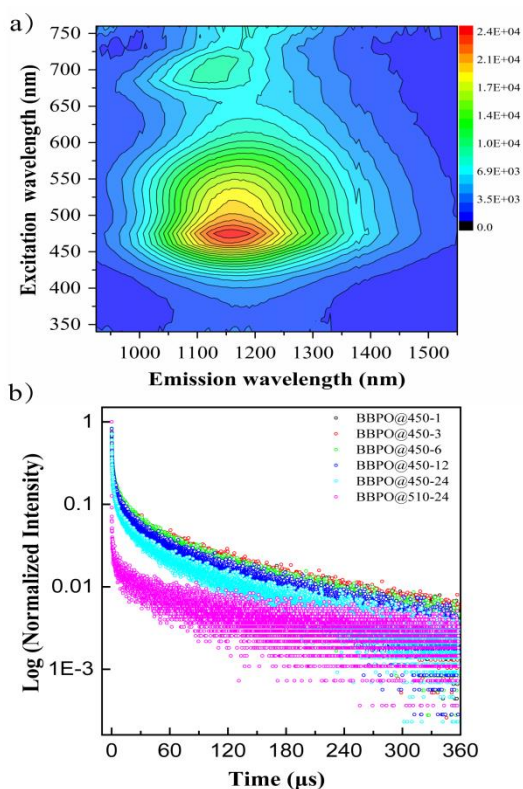 a)
Excitation wavelength (nm)
750
700
650
600
550
500
450
400
350
1000 1100 1200 1300 1400 1500
Emission wavelength (nm)
2.4E+04
2.1E+04
1.7E+04
1.4E+04
1.0E+04
6.9E+03
3.5E+03
0.0
b)
Log (Normalized Intensity)
1
0.1
0.01
1E-3
BBPO@450-1
BBPO@450-3
BBPO@450-6
BBPO@450-12
BBPO@450-24
BBPO@510-24
0 60 120 180 240 300 360
Time (μs)